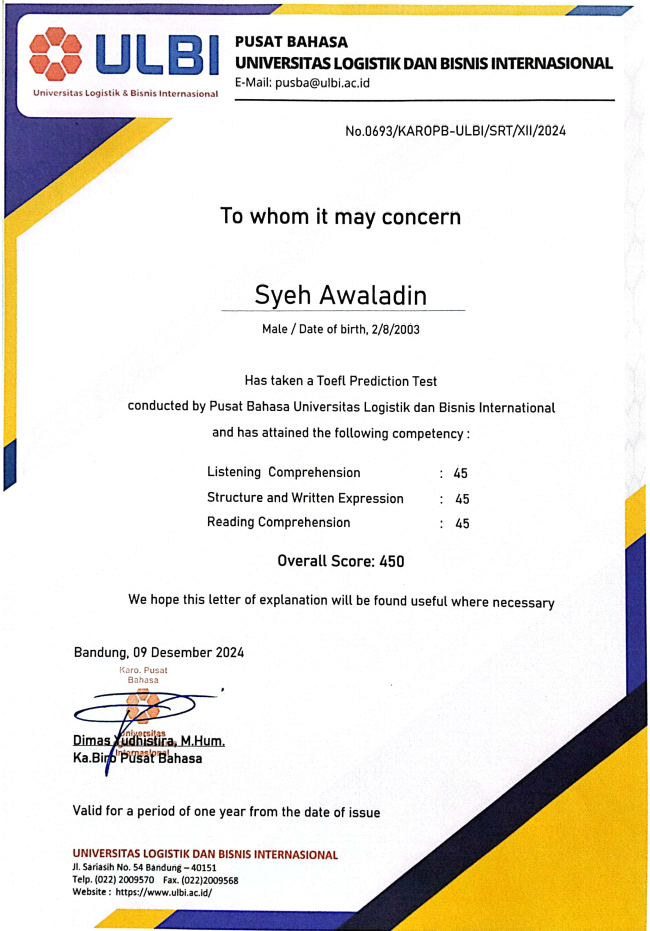 ULBI
Universitas Logistik & Bisnis Internasional
PUSAT BAHASA
UNIVERSITAS LOGISTIK DAN BISNIS INTERNASIONAL
E-Mail: pusba@ulbi.ac.id
No.0693/KAROPB-ULBI/SRT/XII/2024
To whom it may concern
Syeh Awaladin
Male / Date of birth, 2/8/2003
Has taken a Toefl Prediction Test
conducted by Pusat Bahasa Universitas Logistik dan Bisnis International
and has attained the following competency :
Listening Comprehension : 45
Structure and Written Expression : 45
Reading Comprehension : 45
Overall Score: 450
We hope this letter of explanation will be found useful where necessary
Bandung, 09 Desember 2024
Karo. Pusat
Bahasa
Universitas
Internasional
Dimas Yudhistira, M.Hum.
Ka.Biro Pusat Bahasa
Valid for a period of one year from the date of issue
UNIVERSITAS LOGISTIK DAN BISNIS INTERNASIONAL
Jl. Sariasih No. 54 Bandung – 40151
Telp. (022) 2009570 Fax. (022)2009568
Website : https://www.ulbi.ac.id/